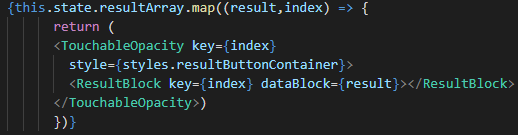 {this.state.resultArray.map((result,index) => {
return (
<TouchableOpacity key={index}
style={styles.resultButtonContainer}>
<ResultBlock key={index} dataBlock={result}></ResultBlock>
</TouchableOpacity>)
})}